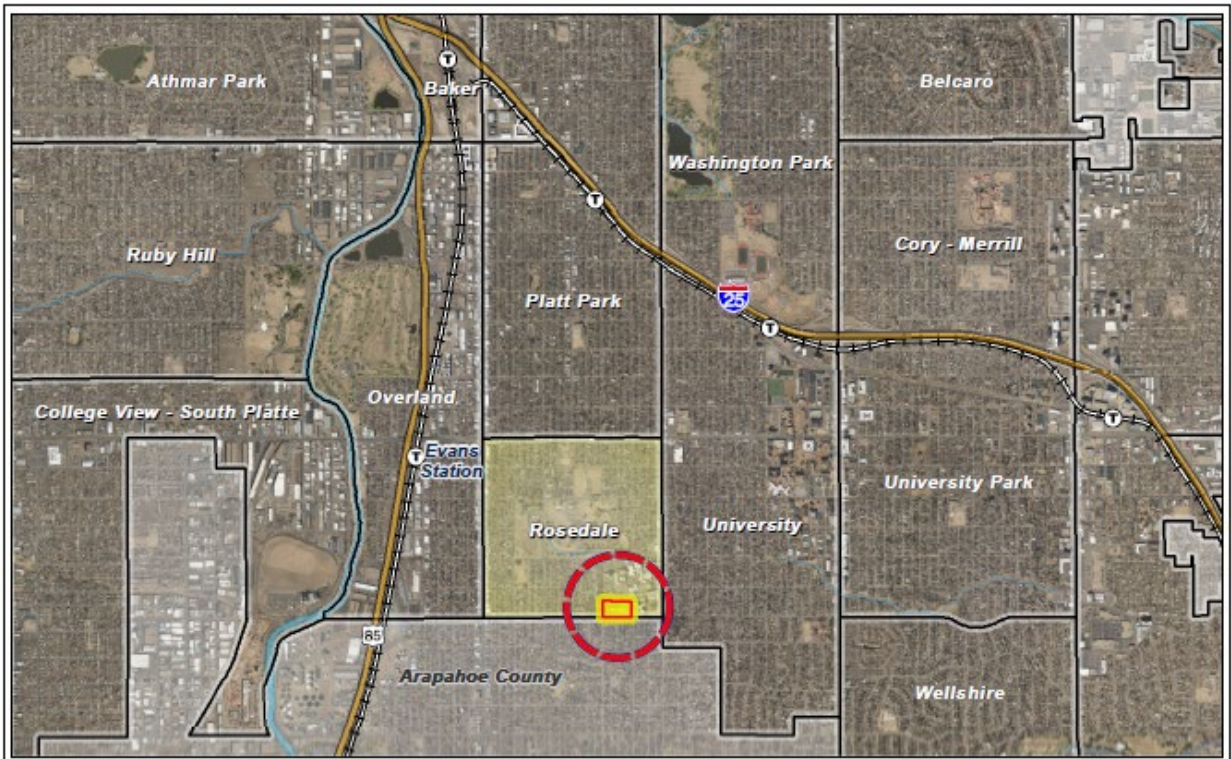 Athmar Park
Baker
Belcaro
Washington Park
Ruby Hill
Cory - Merrill
Platt Park
25
College View - South Platte
Overland
Evans
Station
University Park
Rosedale
University
85
Arapahoe County
Wellshire
T
T
T
T
T